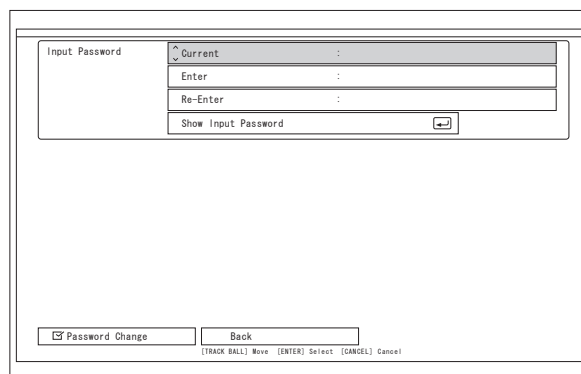 Input Password
Current :
Enter :
Re-Enter :
Show Input Password
Password Change Back
[TRACK BALL] Move [ENTER] Select [CANCEL] Cancel